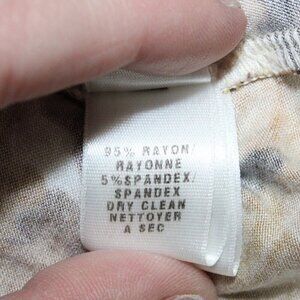 95% RAYON/
RAYONNE
5%SPANDEX/
SPANDEX
DRY CLEAN
NETTOYER
A SEC